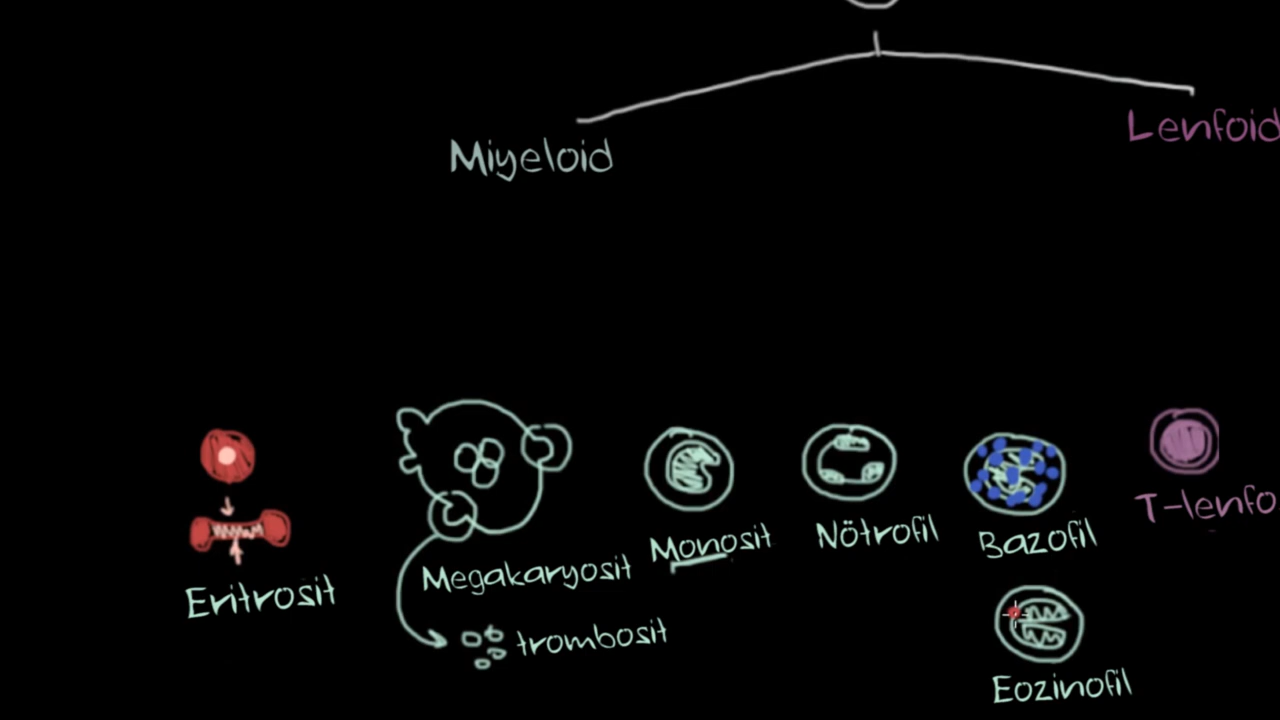 Lenfoid
Miyeloid
T-lenfo
Nötrofil
Bazofil
Monosit
Megakaryosit
Eritrosit
trombosit
Eozinofil